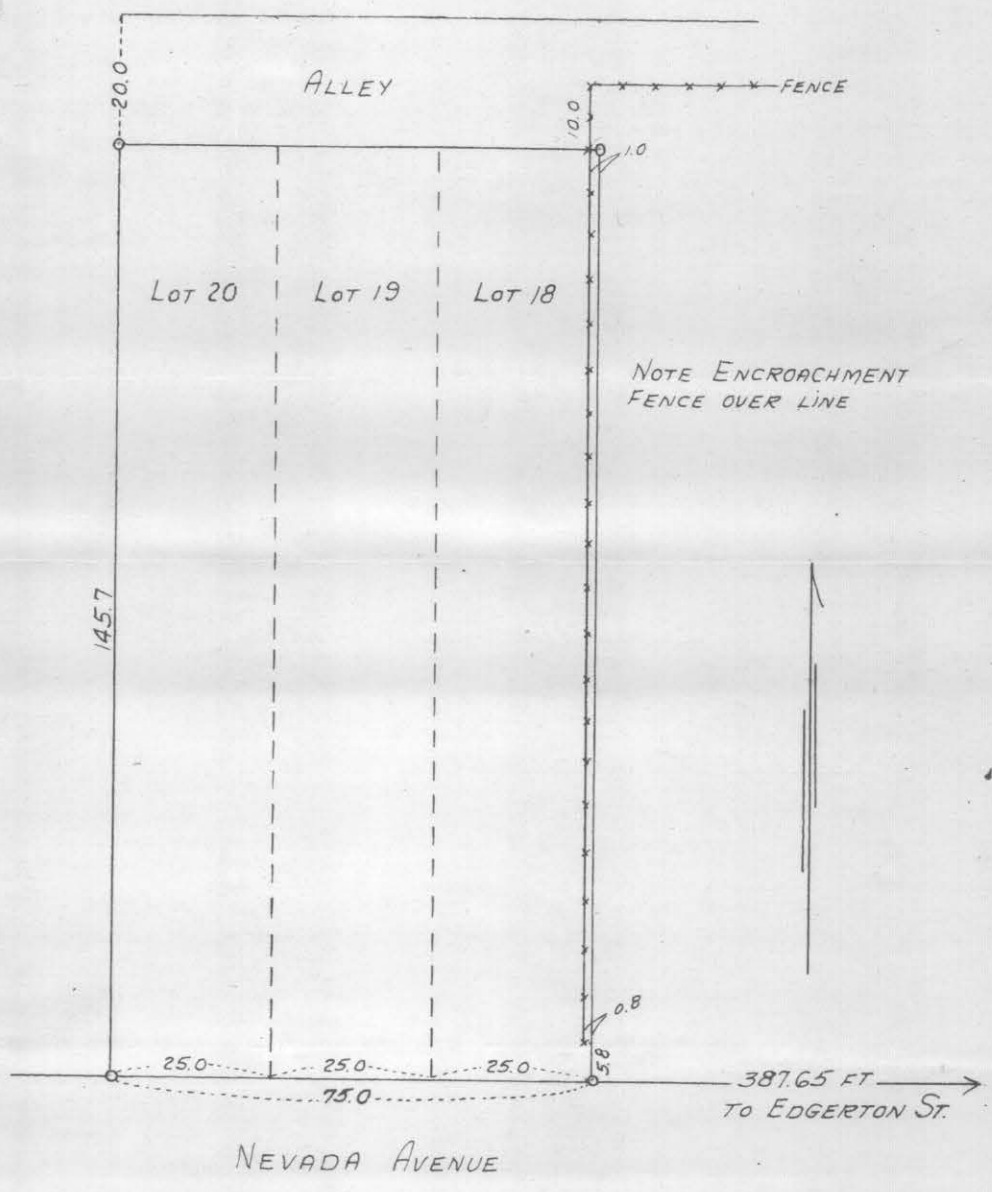 20.0
ALLEY
FENCE
10.0
1.0
LOT 20
LOT 19
LOT 18
NOTE ENCROACHMENT
FENCE OVER LINE
145.7
0.8
5.8
25.0
25.0
25.0
75.0
387.65 FT
TO EDGERTON ST.
NEVADA AVENUE